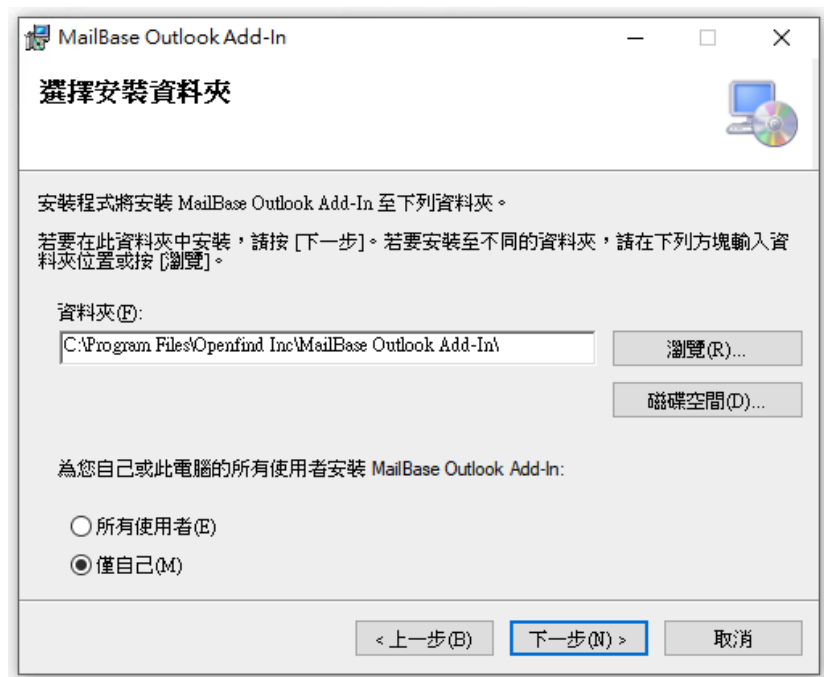 MailBase Outlook Add-In
選擇安裝資料夾
安裝程式將安裝 MailBase Outlook Add-In 至下列資料夾。
若要在此資料夾中安裝，請按 [下一步]。若要安裝至不同的資料夾，請在下列方塊輸入資
料夾位置或按 [瀏覽]。
資料夾(F):
C:\Program Files\Openfind Inc\MailBase Outlook Add-In\
瀏覽(R)...
磁碟空間(D)...
為您自己或此電腦的所有使用者安裝 MailBase Outlook Add-In:
所有使用者(E)
僅自己(M)
< 上一步(B)
下一步(N) >
取消